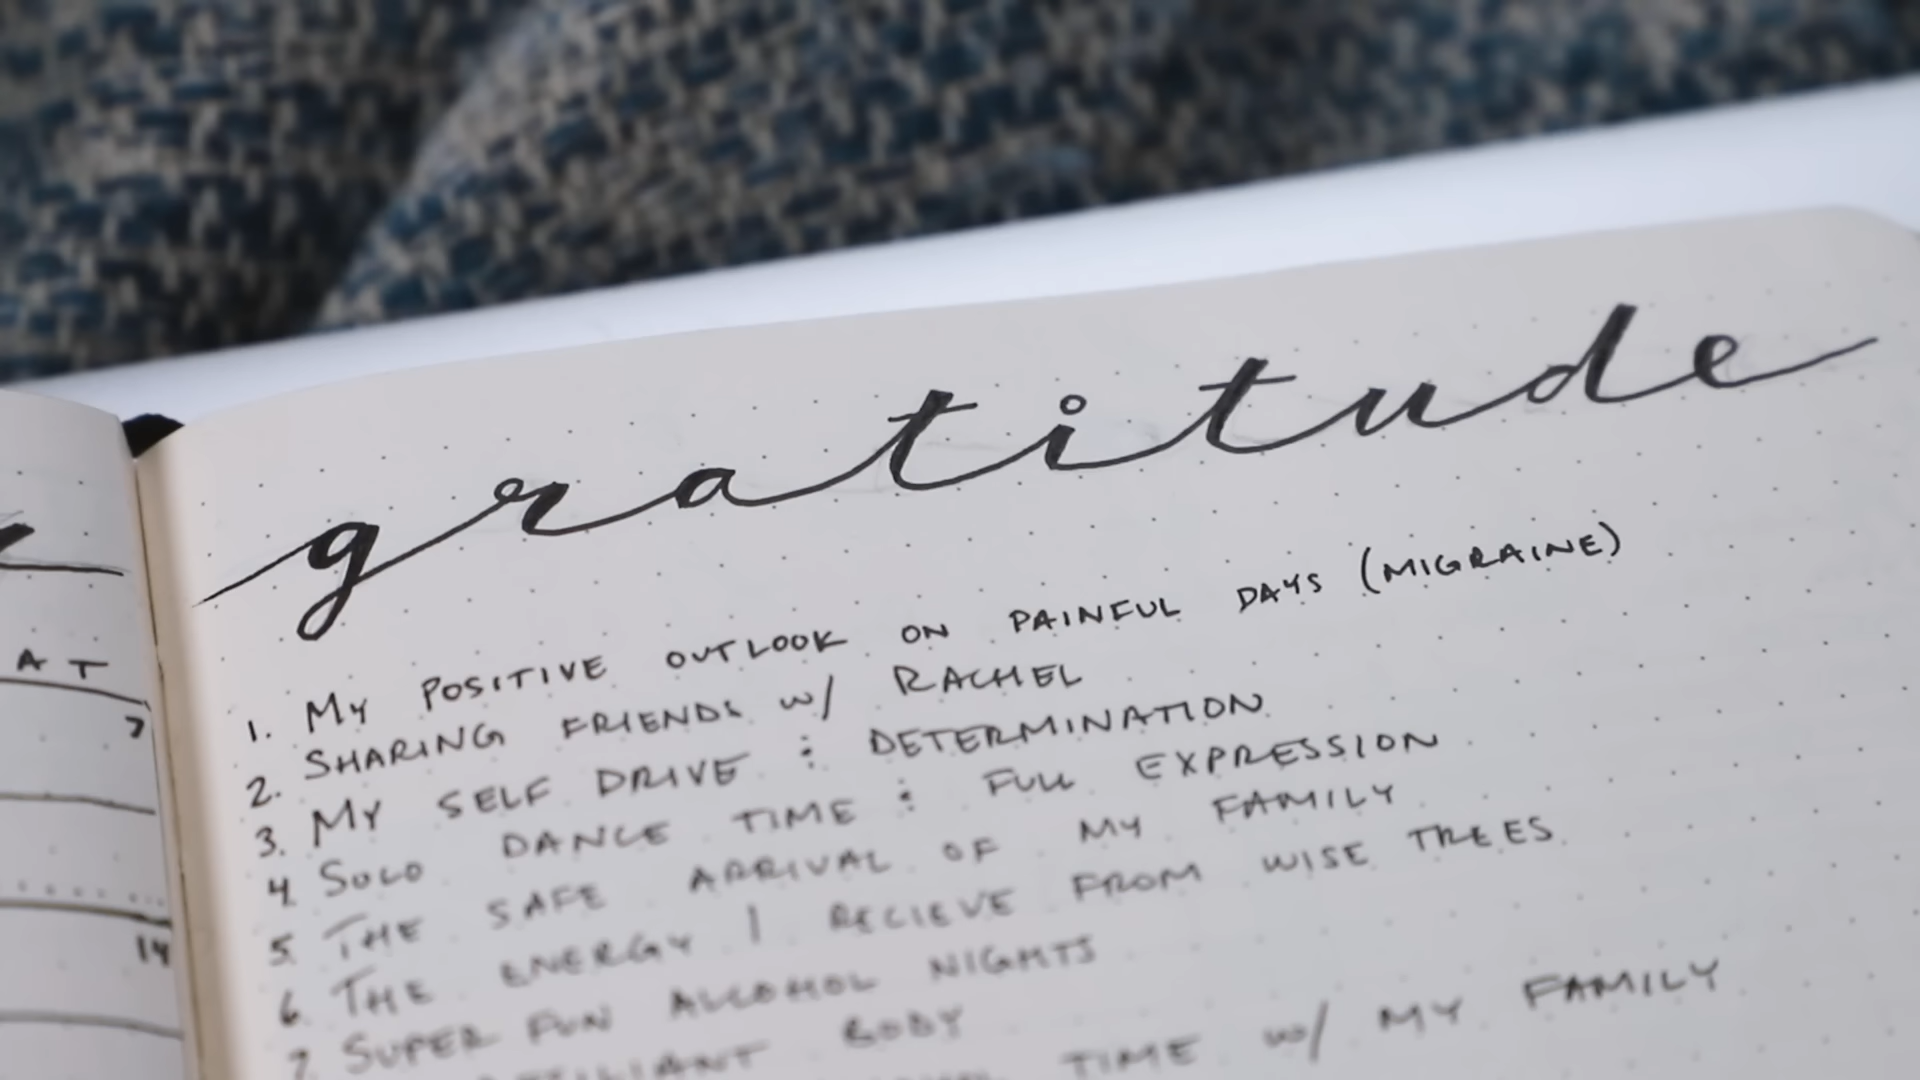 gratitude
1. MY POSITIVE OUTLOOK ON PAINFUL DAYS (MIGRAINE)
2. SHARING FRIENDS W/ RACHEL
3. MY SELF DRIVE : DETERMINATION
4 SOLO DANCE TIME : FULL EXPRESSION
5. THE SAFE ARRIVAL OF MY FAMILY
6 THE ENERGY I RECIEVE FROM WISE TREES
7. SUPER FUN ALCOHOL NIGHTS
BODY
TIME W/ MY FAMILY
AT
7
14